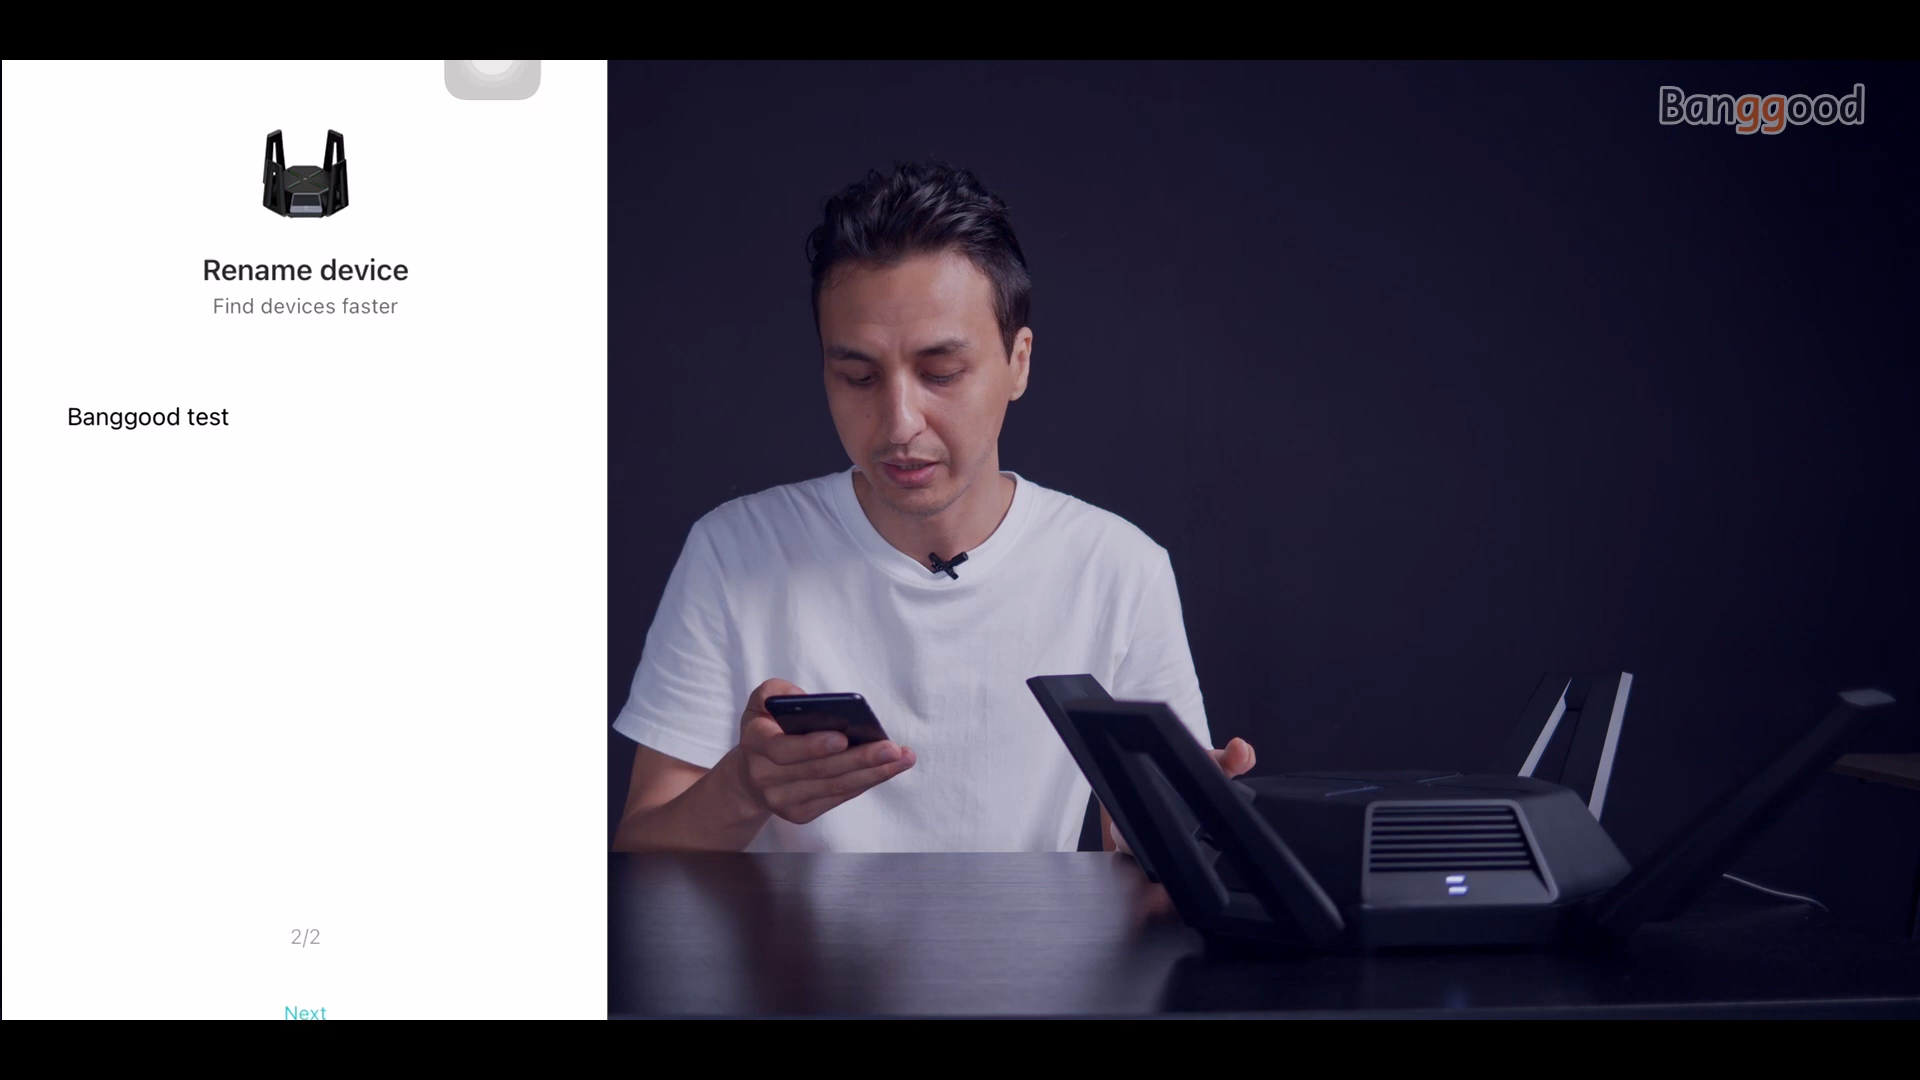 Banggood
Rename device
Find devices faster
Banggood test
2/2
Next